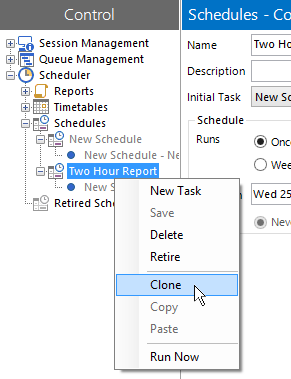 Control
Session Management
Queue Management
Scheduler
Reports
Timetables
Schedules
New Schedule
New Schedule - Ne
Two Hour Report
New S
Retired Sche
New Task
Save
Delete
Retire
Clone
Copy
Paste
Run Now
Schedules - Co
Name
Two Hour
Description
Initial Task
New Sc
Schedule
Runs
Once
Wee
Wed 25
Neve